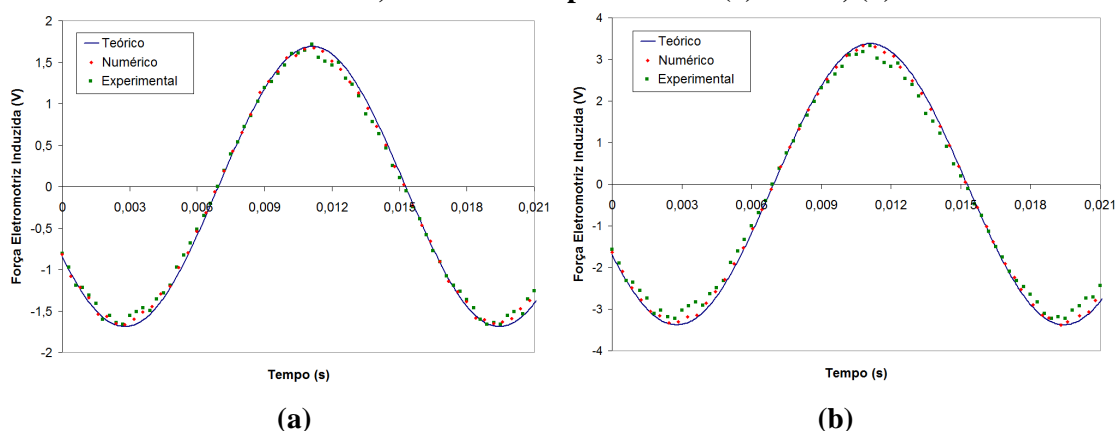 2
1,5
1
0,5
0
-0,5
-1
-1,5
-2
Força Eletromotriz Induzida (V)
Teórico
Numérico
Experimental
0 0,003 0,006 0,009 0,012 0,015 0,018 0,021
Tempo (s)
(a)
4
3
2
1
0
-1
-2
-3
-4
Força Eletromotriz Induzida (V)
Teórico
Numérico
Experimental
0 0,003 0,006 0,009 0,012 0,015 0,018 0,021
Tempo (s)
(b)